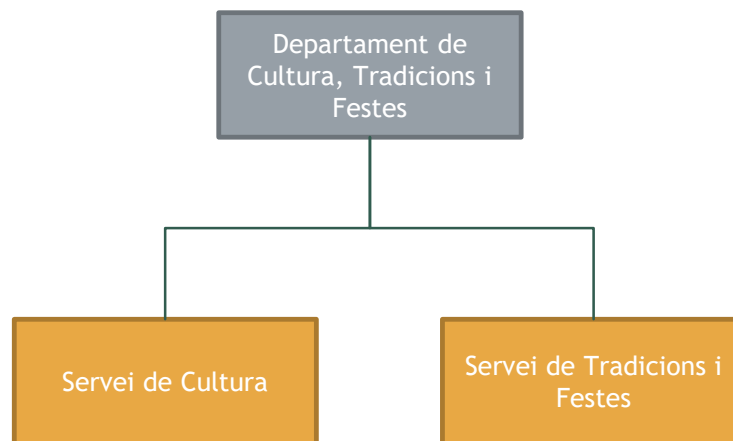 Departament de
Cultura, Tradicions i
Festes
Servei de Cultura
Servei de Tradicions i
Festes